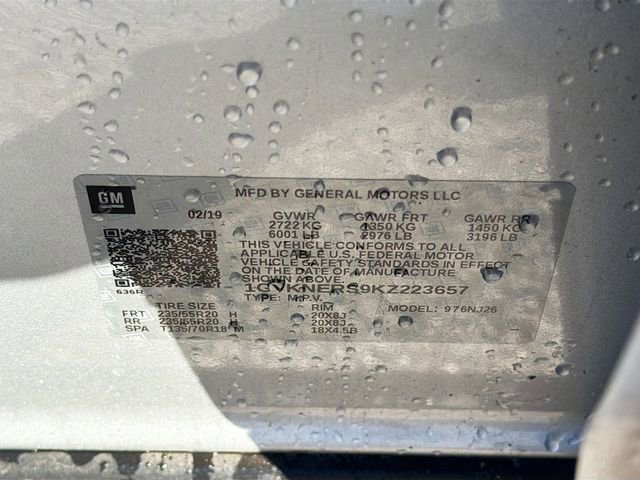 GM
MFD BY GENERAL MOTORS LLC
02/19 GVWR GAWR FRT GAWR RR
2722 KG 1350 KG 1450 KG
6001 LB 2976 LB 3196 LB
THIS VEHICLE CONFORMS TO ALL
APPLICABLE U.S. FEDERAL MOTOR
VEHICLE SAFETY STANDARDS IN EFFECT
ON THE DATE OF MANUFACTURE
SHOWN ABOVE
636R
TYPE: M.P.V. MODEL: 976NJ26
TIRE SIZE RIM
FRT 235/55R20 H 20X8J
RR 235/55R20 H 20X8J
SPA T135/70R18 M 18X4.5B